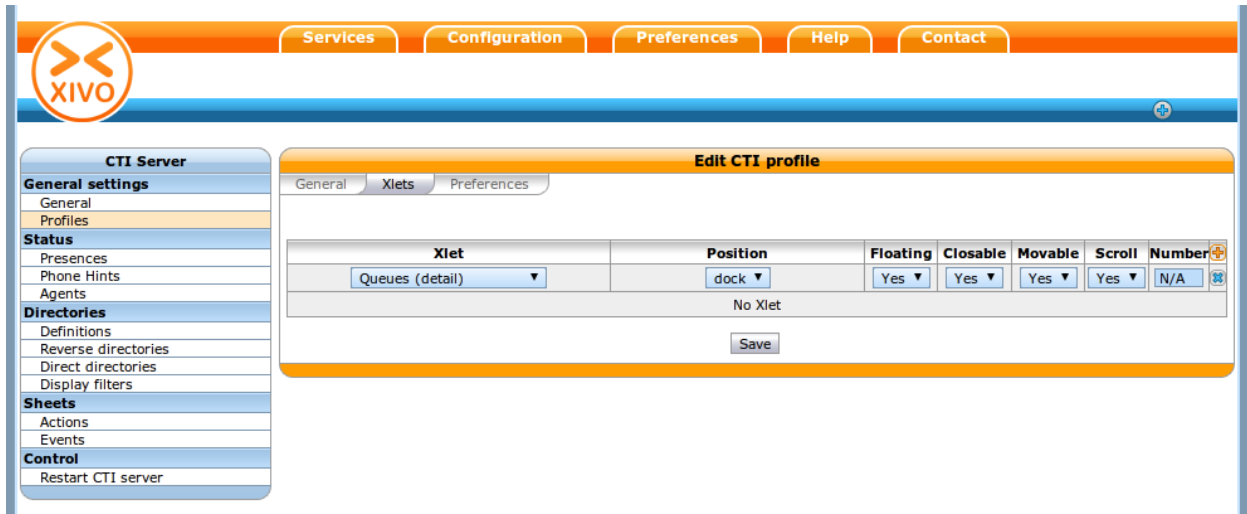 Services Configuration Preferences Help Contact
XIVO
CTI Server
General settings
General
Profiles
Status
Presences
Phone Hints
Agents
Directories
Definitions
Reverse directories
Direct directories
Display filters
Sheets
Actions
Events
Control
Restart CTI server
Edit CTI profile
General Xlets Preferences
Xlet Position Floating Closable Movable Scroll Number
Queues (detail) dock Yes Yes Yes Yes N/A
No Xlet
Save